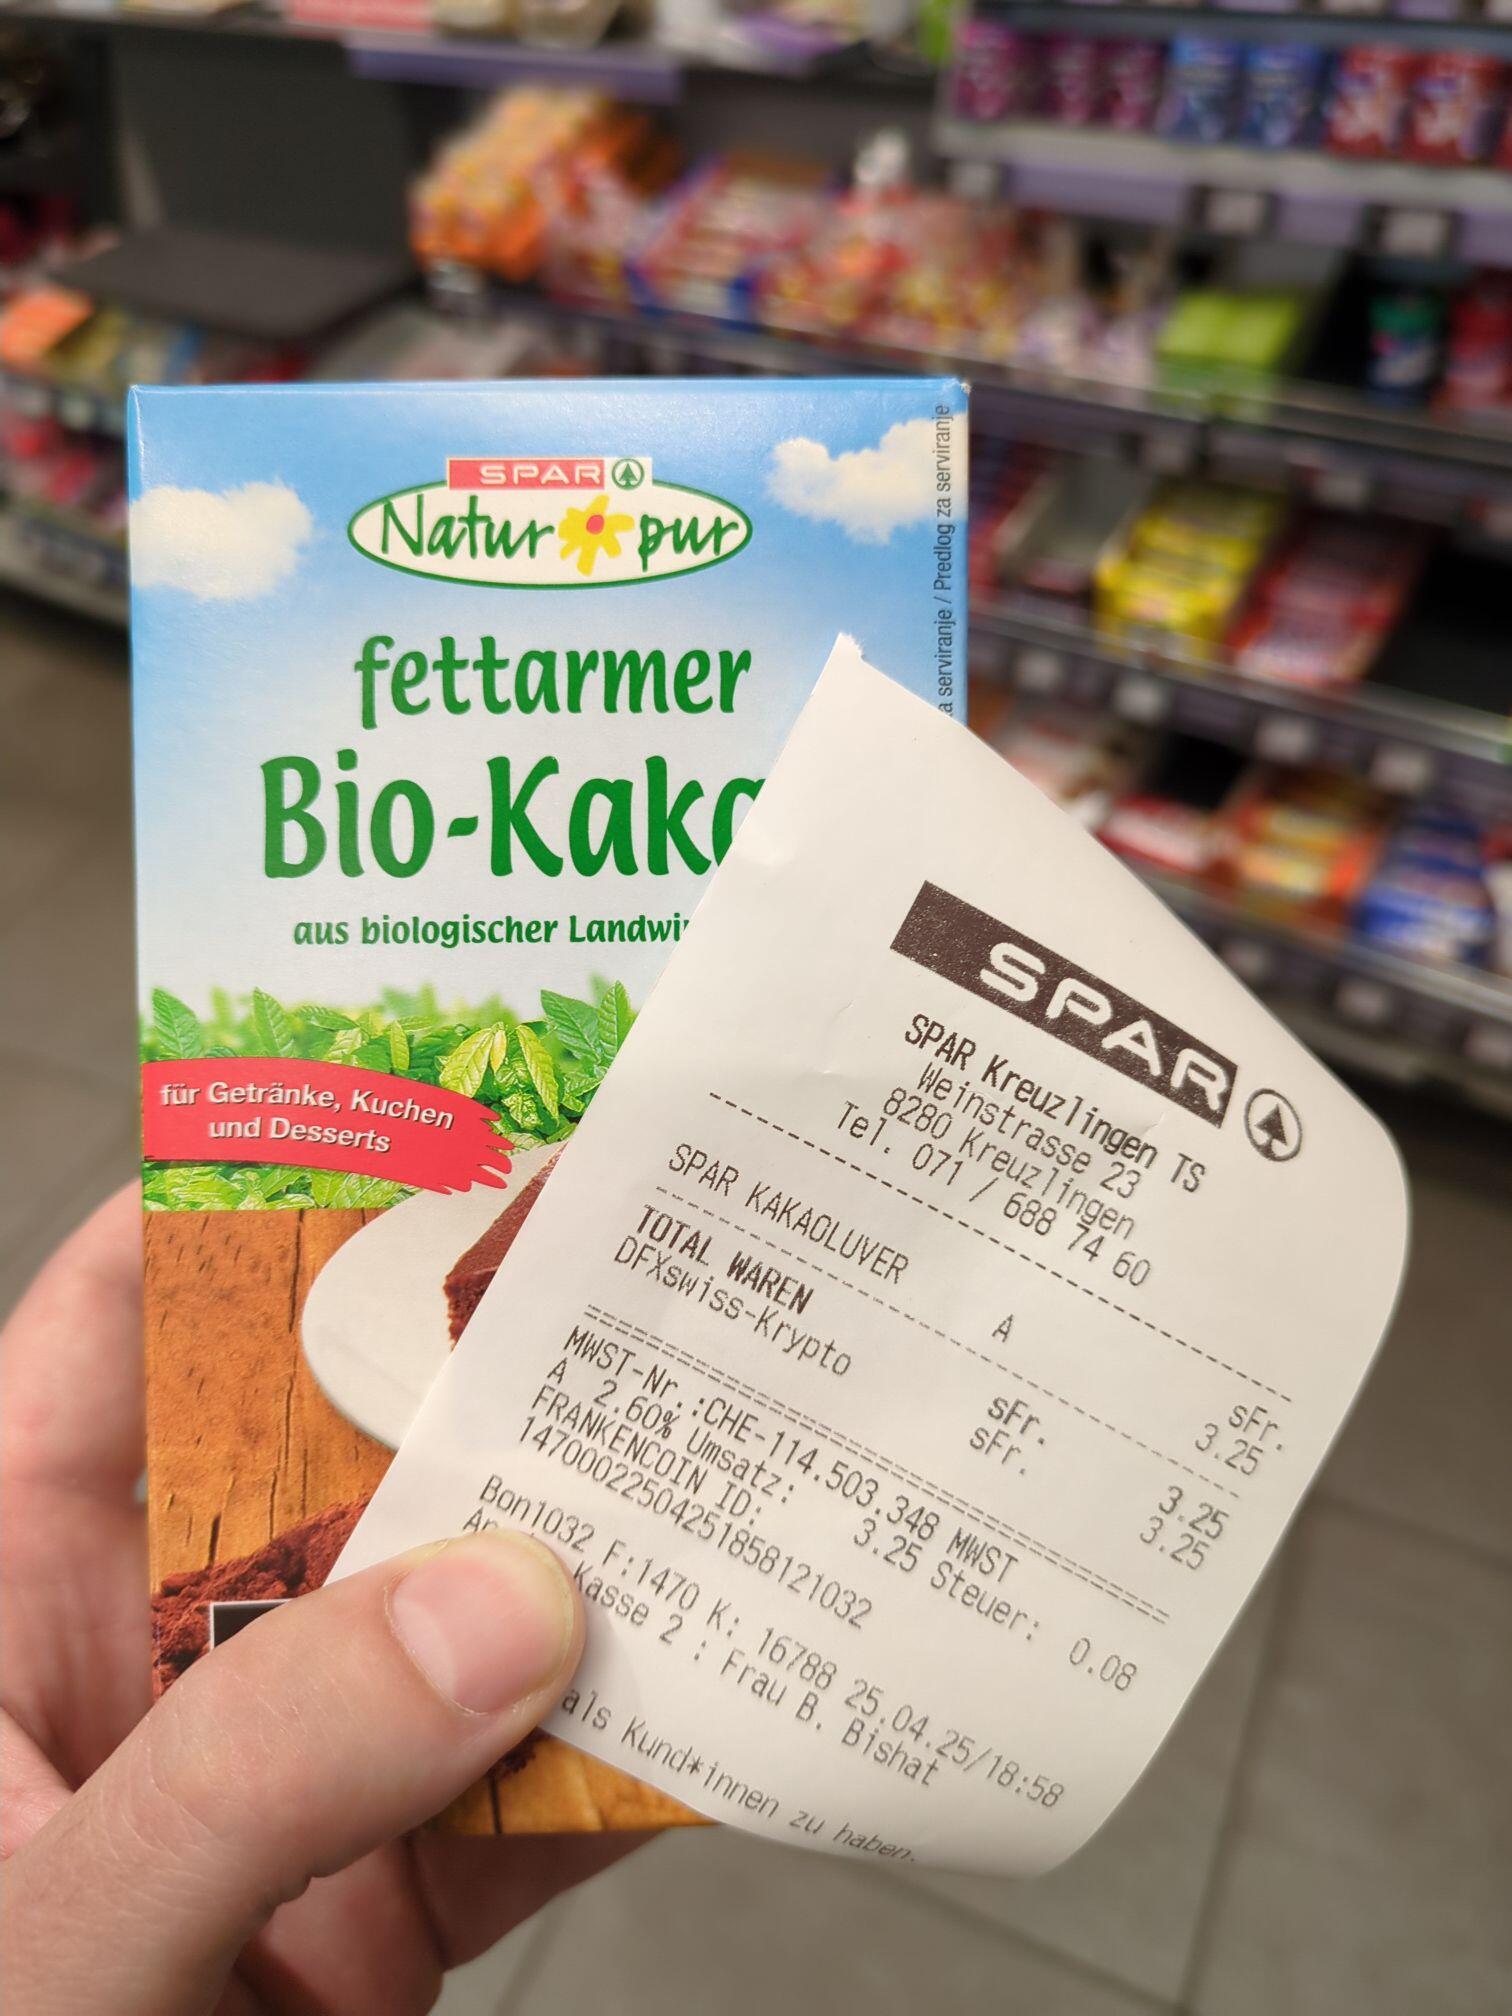 SPAR
Natur pur
fettarmer
Bio-Kaka
aus biologischer Landwi
für Getränke, Kuchen
und Desserts
a serviranje / Predlog za serviranje
SPAR
SPAR Kreuzlingen TS
Weinstrasse 23
8280 Kreuzlingen
Tel. 071 / 688 74 60
sFr.
SPAR KAKAOLUVER A 3.25
TOTAL WAREN sFr. 3.25
DFXswiss-Krypto sFr. 3.25
MWST-Nr.:CHE-114.503.348 MWST
A 2.60% Umsatz: 3.25 Steuer: 0.08
FRANKENCOIN ID:
14700022504251858121032
Bon1032 F:1470 K: 16788 25.04.25/18:58
Kasse 2 : Frau B. Bishat
als Kund*innen zu haben.